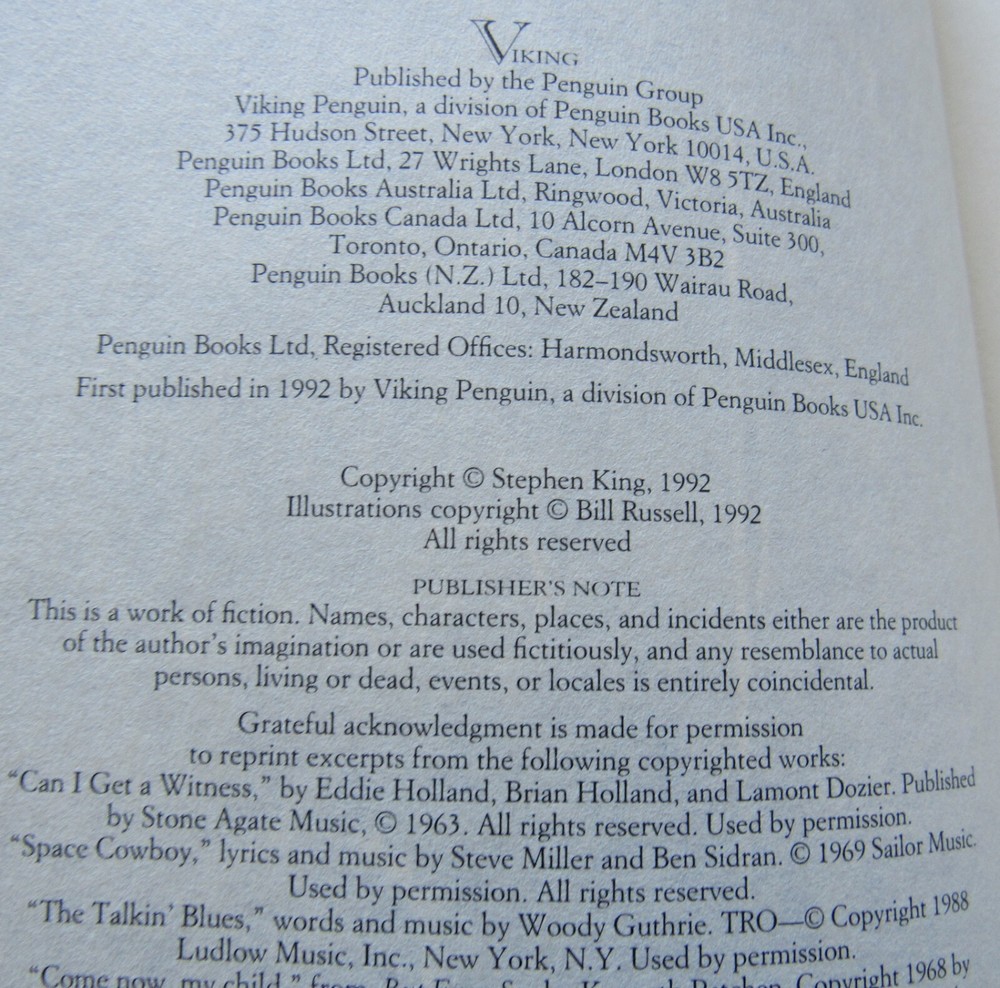 VIKING
Published by the Penguin Group
Viking Penguin, a division of Penguin Books USA Inc.,
375 Hudson Street, New York, New York 10014, U.S.A.
Penguin Books Ltd, 27 Wrights Lane, London W8 5TZ, England
Penguin Books Australia Ltd, Ringwood, Victoria, Australia
Penguin Books Canada Ltd, 10 Alcorn Avenue, Suite 300,
Toronto, Ontario, Canada M4V 3B2
Penguin Books (N.Z.) Ltd, 182–190 Wairau Road,
Auckland 10, New Zealand
Penguin Books Ltd, Registered Offices: Harmondsworth, Middlesex, England
First published in 1992 by Viking Penguin, a division of Penguin Books USA Inc.
Copyright © Stephen King, 1992
Illustrations copyright © Bill Russell, 1992
All rights reserved
PUBLISHER'S NOTE
This is a work of fiction. Names, characters, places, and incidents either are the product
of the author's imagination or are used fictitiously, and any resemblance to actual
persons, living or dead, events, or locales is entirely coincidental.
Grateful acknowledgment is made for permission
to reprint excerpts from the following copyrighted works:
“Can I Get a Witness,” by Eddie Holland, Brian Holland, and Lamont Dozier. Published
by Stone Agate Music, © 1963. All rights reserved. Used by permission.
“Space Cowboy,” lyrics and music by Steve Miller and Ben Sidran. © 1969 Sailor Music.
Used by permission. All rights reserved.
“The Talkin' Blues,” words and music by Woody Guthrie. TRO—© Copyright 1988
Ludlow Music, Inc., New York, N.Y. Used by permission.
“Come now, my child,” from Copyright 1968 by